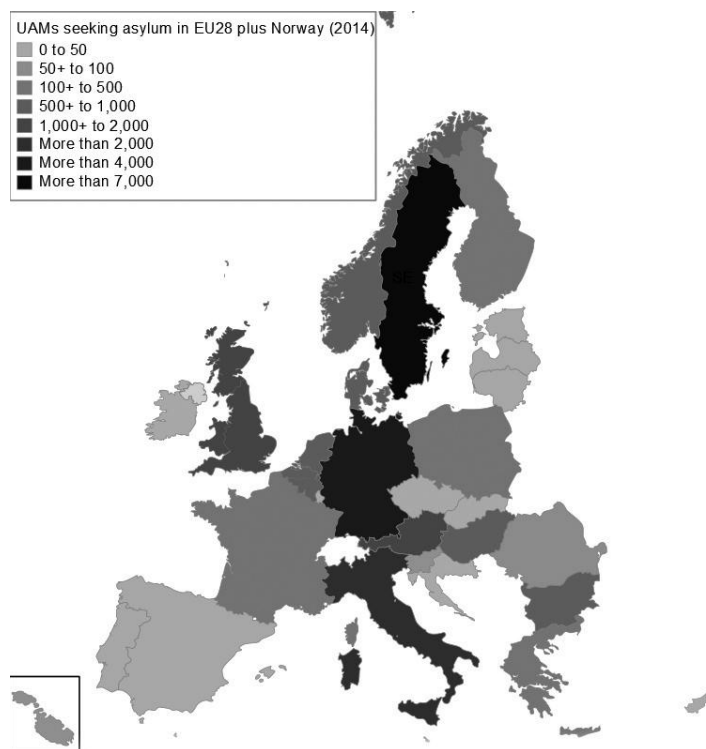 UAMs seeking asylum in EU28 plus Norway (2014)
0 to 50
50+ to 100
100+ to 500
500+ to 1,000
1,000+ to 2,000
More than 2,000
More than 4,000
More than 7,000
SE